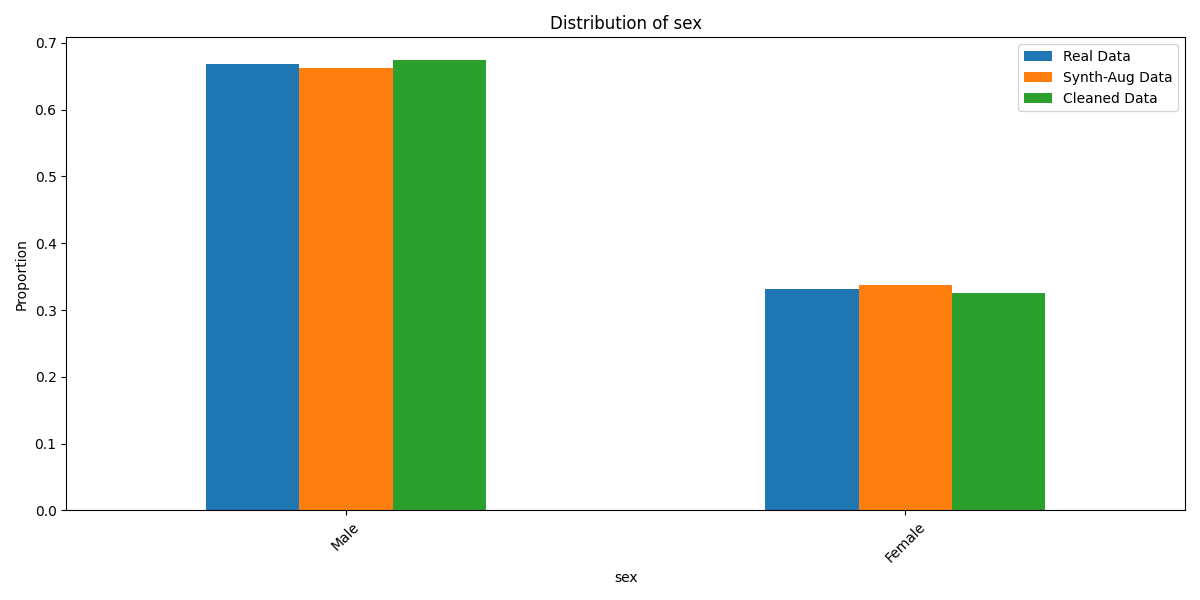 Distribution of sex
0.7
0.6
0.5
0.4
0.3
0.2
0.1
0.0
Proportion
Real Data
Synth-Aug Data
Cleaned Data
Male
Female
sex